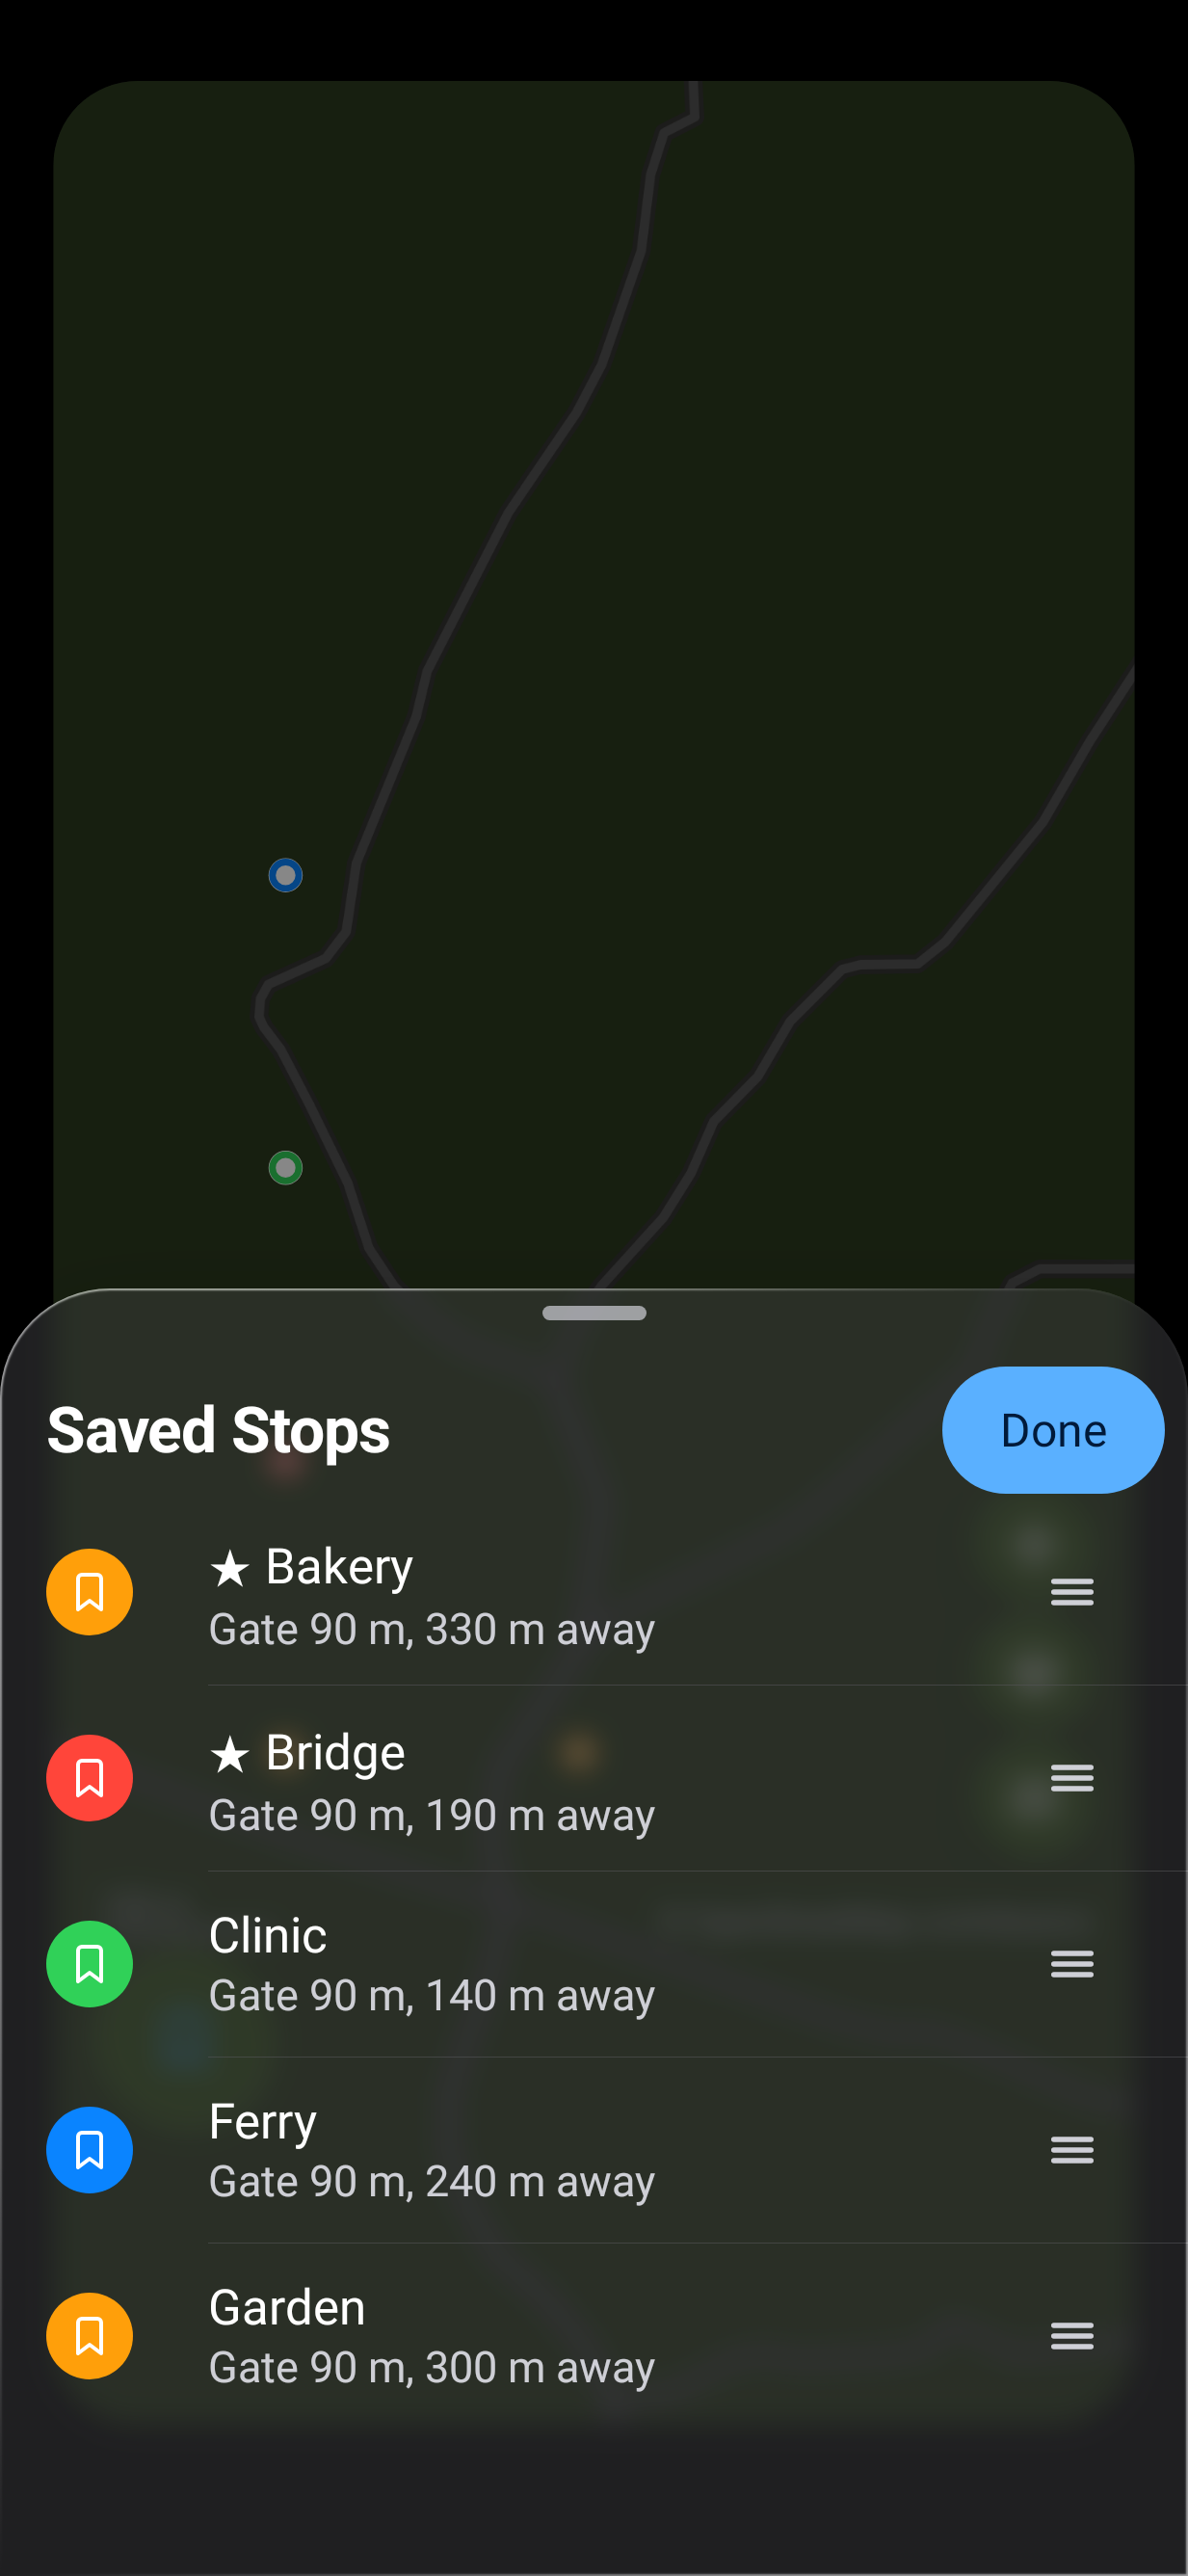 Saved Stops
Done
★ Bakery
Gate 90 m, 330 m away
★ Bridge
Gate 90 m, 190 m away
Clinic
Gate 90 m, 140 m away
Ferry
Gate 90 m, 240 m away
Garden
Gate 90 m, 300 m away